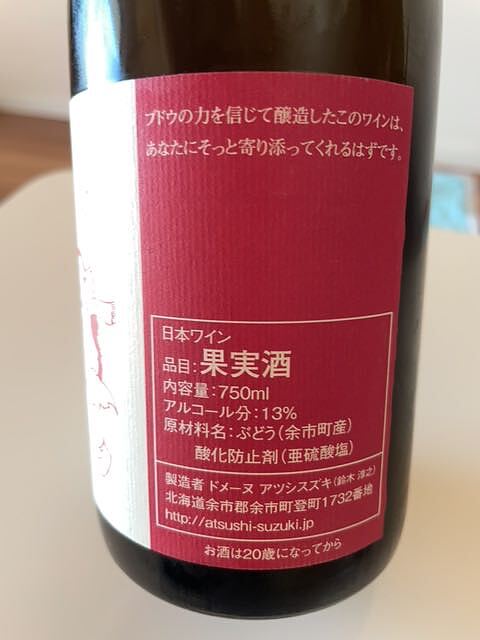 ブドウの力を信じて醸造したこのワインは、
あなたにそっと寄り添ってくれるはずです。
日本ワイン
品目:果実酒
内容量:750ml
アルコール分:13%
原材料名:ぶどう(余市町産)
酸化防止剤(亜硫酸塩)
製造者 ドメーヌ アツシスズキ(鈴木 淳之)
北海道余市郡余市町登町1732番地
http://atsushi-suzuki.jp
お酒は20歳になってから